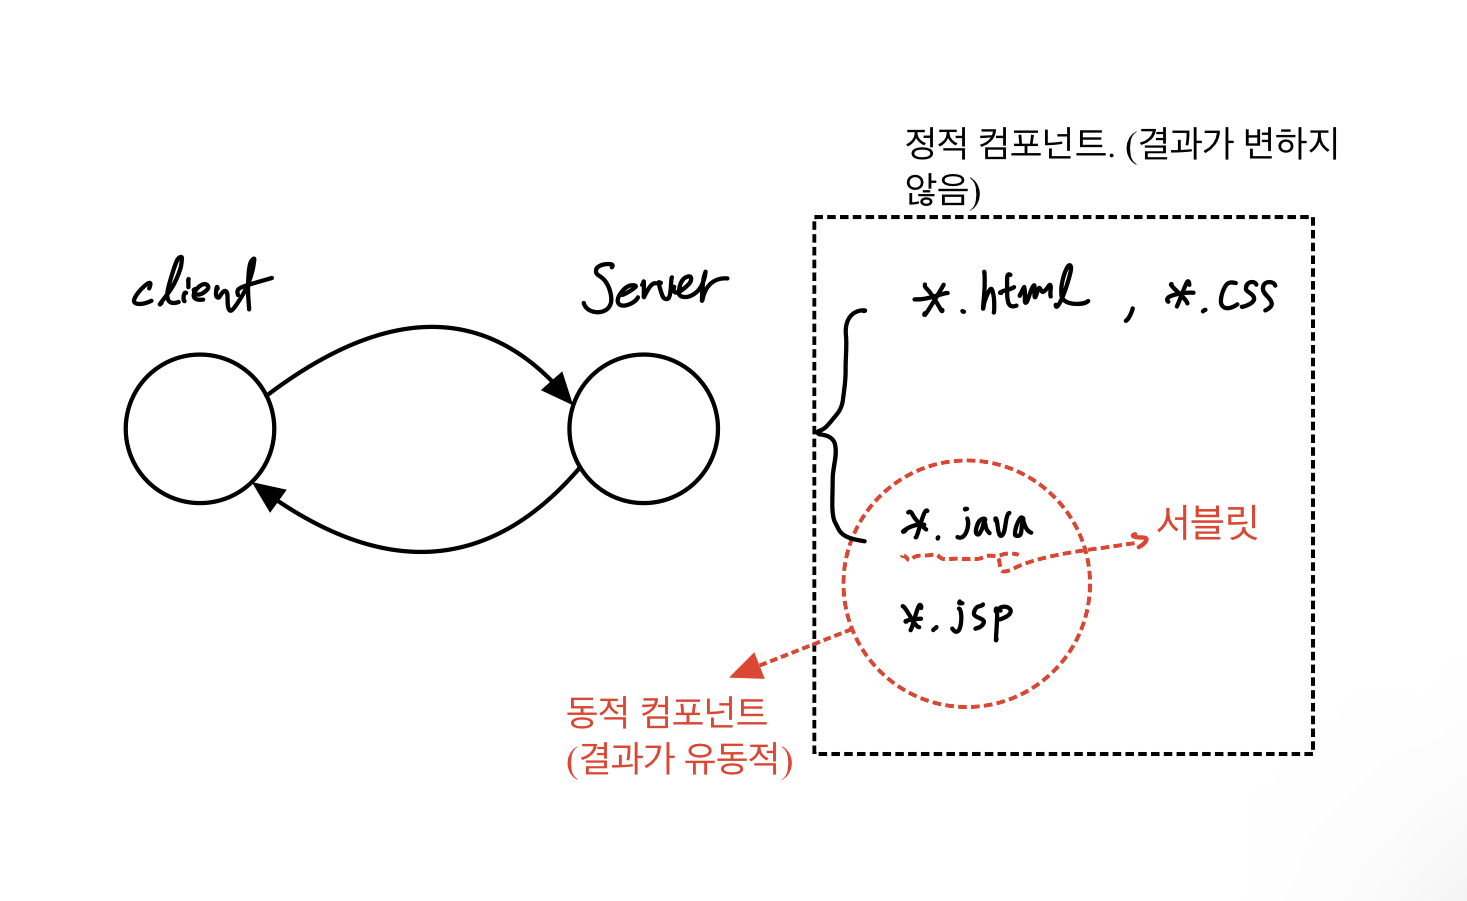 정적 컴포넌트. (결과가 변하지
않음)
client
Server
*.html , *.css
*.java
서블릿
*.jsp
동적 컴포넌트
(결과가 유동적)